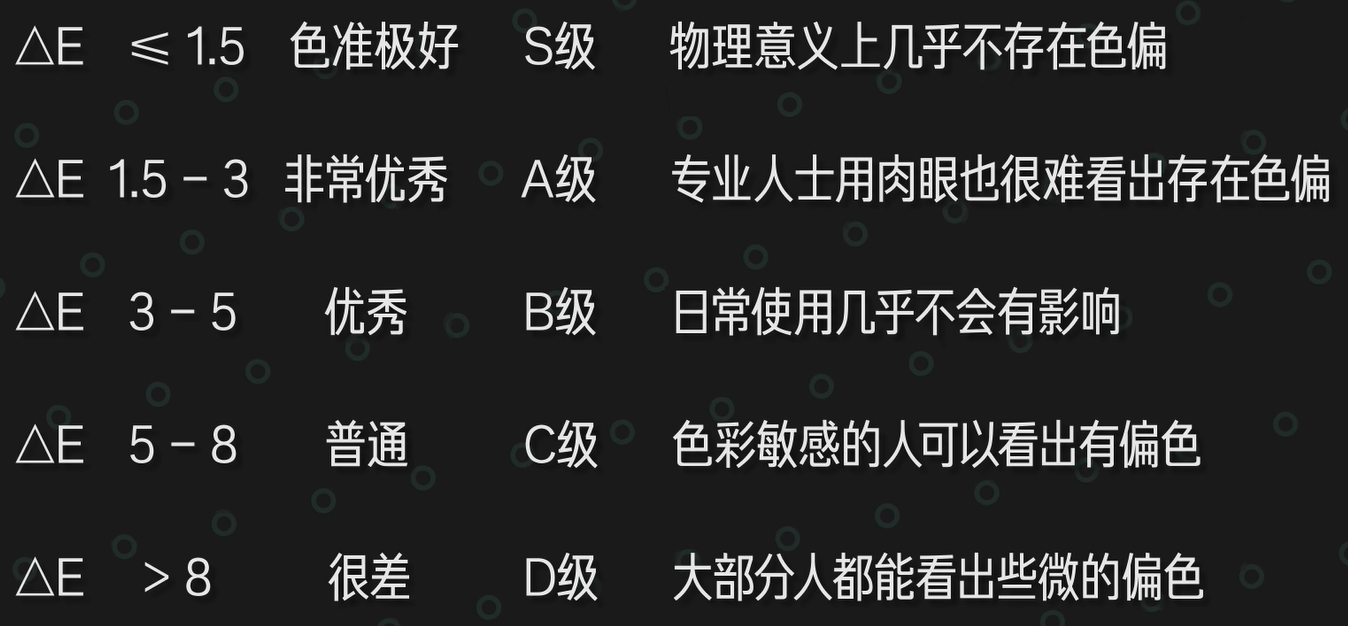 △E ≤ 1.5 色准极好 S级 物理意义上几乎不存在色偏
△E 1.5 – 3 非常优秀 A级 专业人士用肉眼也很难看出存在色偏
△E 3 – 5 优秀 B级 日常使用几乎不会有影响
△E 5 – 8 普通 C级 色彩敏感的人可以看出有偏色
△E > 8 很差 D级 大部分人都能看出些微的偏色